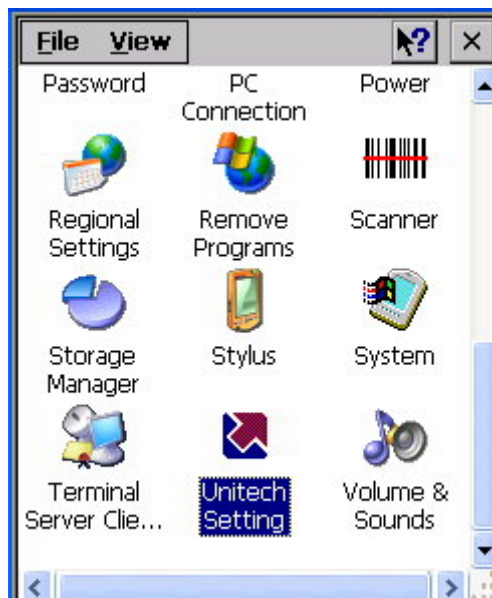 File View ?
Password PC Connection Power
Regional Settings Remove Programs Scanner
Storage Manager Stylus System
Terminal Server Clie... Unitech Setting Volume & Sounds